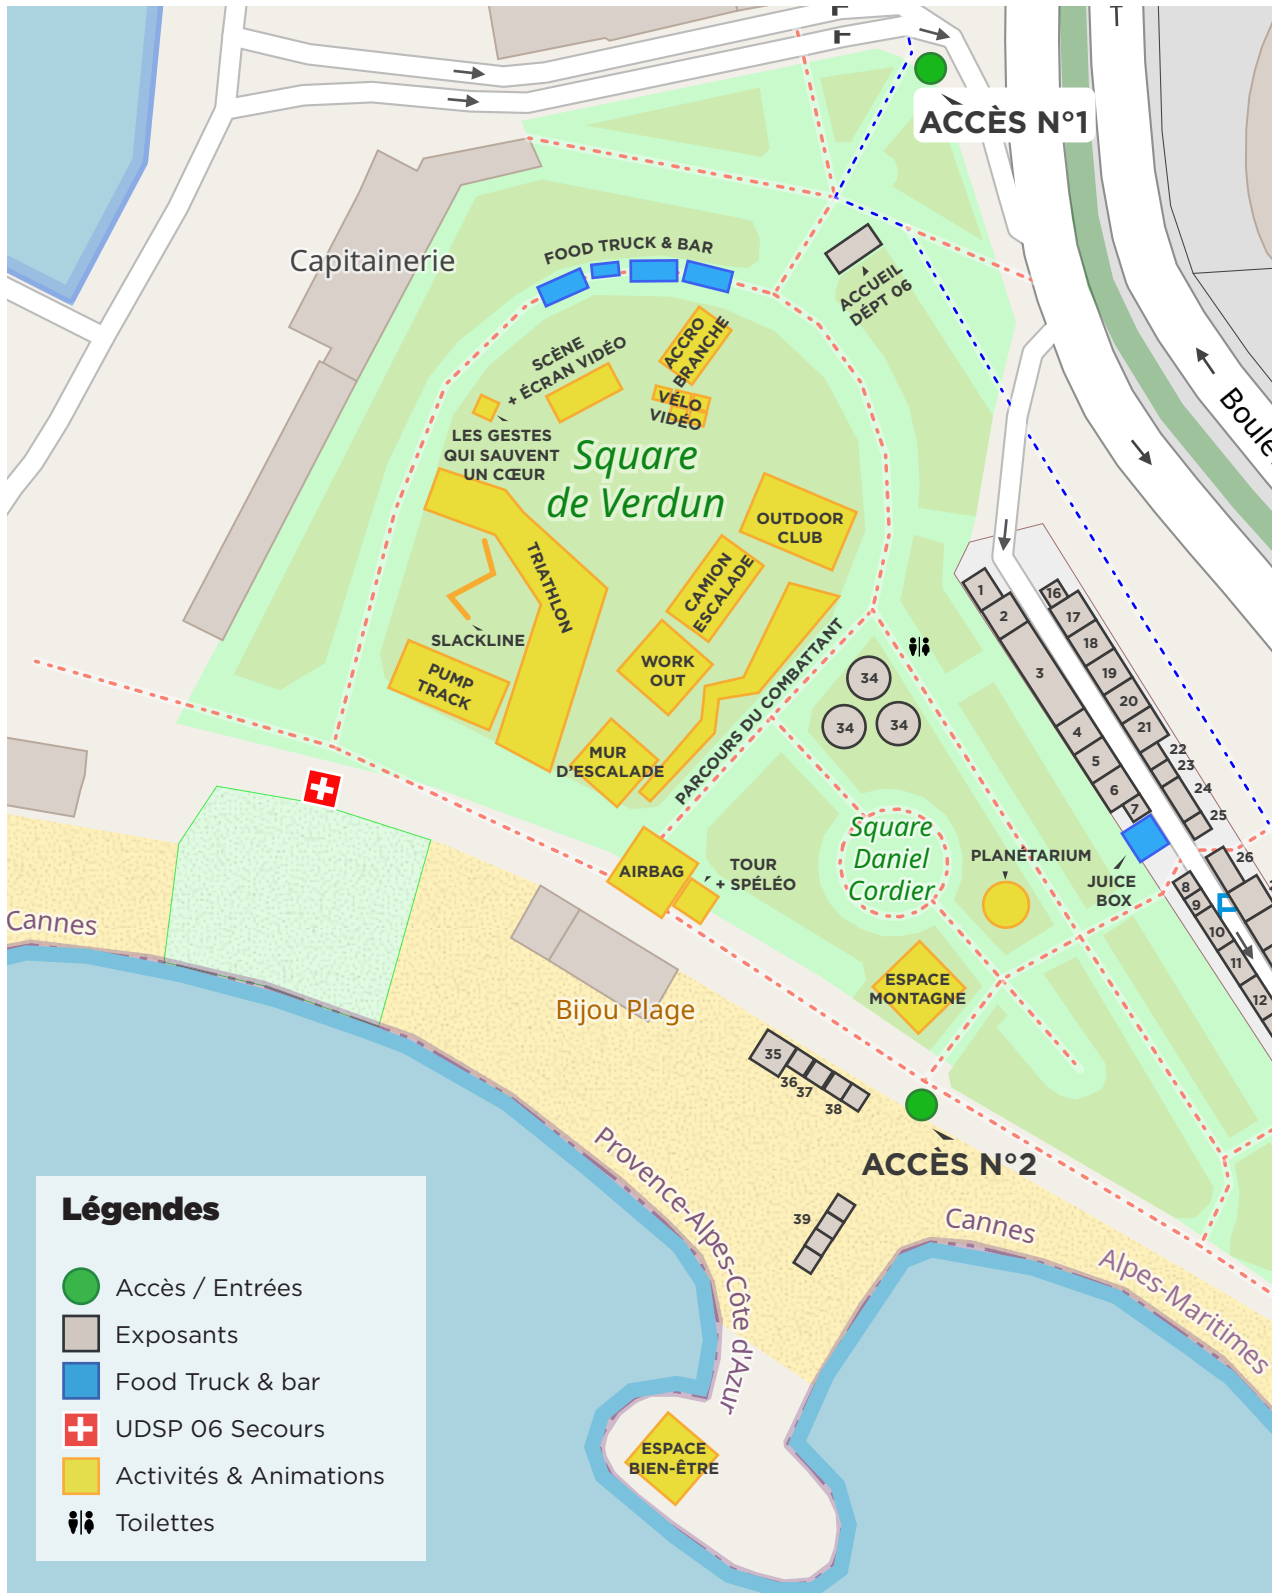 ACCÈS N°1
Capitainerie
FOOD TRUCK & BAR
ACCUEIL
DÉPT 06
SCÈNE
+ ÉCRAN VIDÉO
ACCRO
BRANCHE
VÉLO
VIDÉO
Boule
LES GESTES
QUI SAUVENT
UN CŒUR
Square
de Verdun
OUTDOOR
CLUB
TRIATHLON
CAMION
ESCALADE
SLACKLINE
PUMP
TRACK
WORK
OUT
PARCOURS DU COMBATTANT
MUR
D'ESCALADE
1
2
3
4
5
6
7
16
17
18
19
20
21
22
23
24
25
26
34
34
34
AIRBAG
TOUR
+ SPÉLÉO
Square
Daniel
Cordier
PLANÉTARIUM
JUICE
BOX
8
9
10
11
12
Cannes
ESPACE
MONTAGNE
Bijou Plage
35
36
37
38
ACCÈS N°2
39
Provence-Alpes-Côte d'Azur
Cannes
Alpes-Maritimes
ESPACE
BIEN-ÊTRE
Légendes
Accès / Entrées
Exposants
Food Truck & bar
UDSP 06 Secours
Activités & Animations
Toilettes